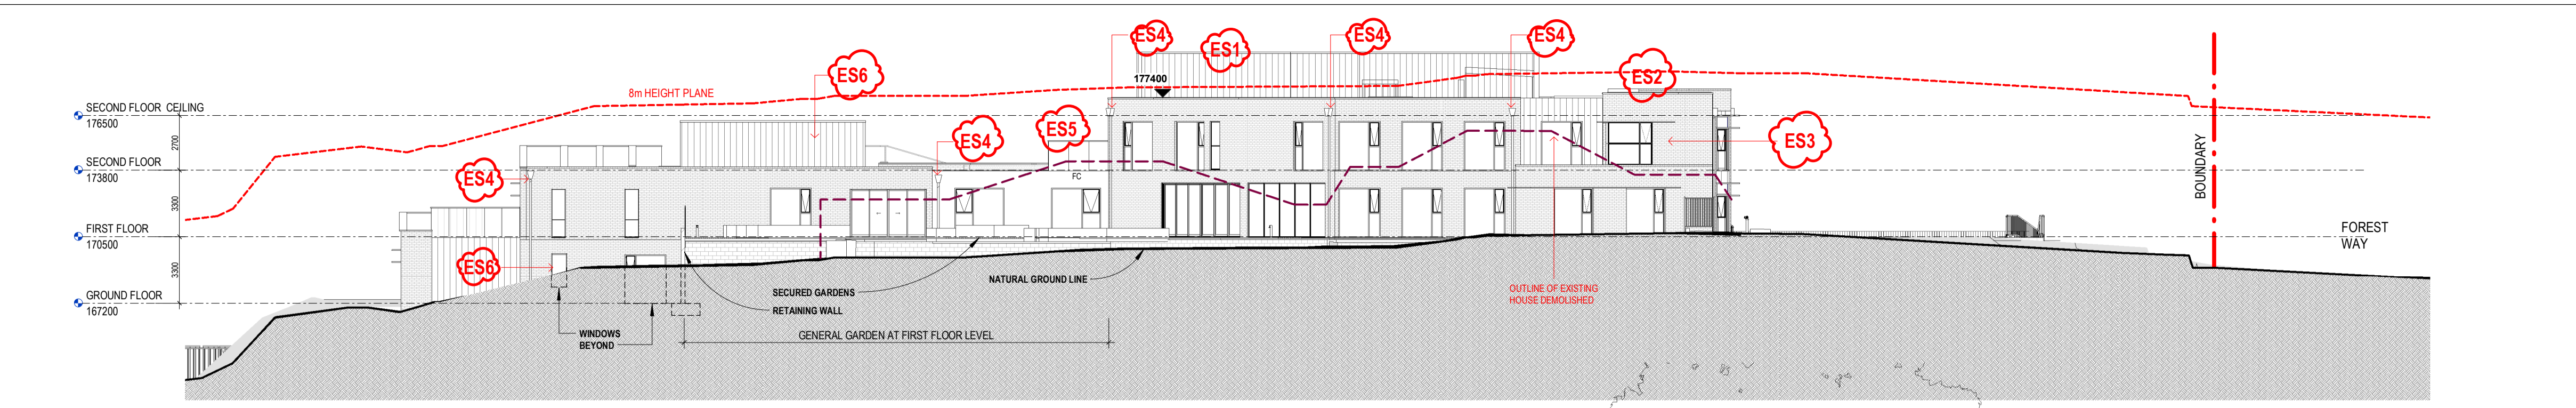 ES4
ES1
ES4
ES4
ES6
ES2
177400
8m HEIGHT PLANE
SECOND FLOOR CEILING
176500
2700
ES5
ES4
ES3
SECOND FLOOR
173800
ES4
FC
BOUNDARY
3300
FIRST FLOOR
170500
FOREST
WAY
3300
ES6
NATURAL GROUND LINE
SECURED GARDENS
OUTLINE OF EXISTING
HOUSE DEMOLISHED
GROUND FLOOR
167200
RETAINING WALL
WINDOWS
BEYOND
GENERAL GARDEN AT FIRST FLOOR LEVEL